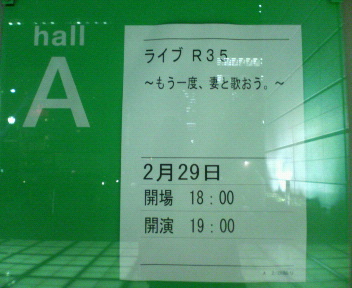 hall
A
ライブ R35
～もう一度、妻と歌おう。～
2月29日
開場 18：00
開演 19：00